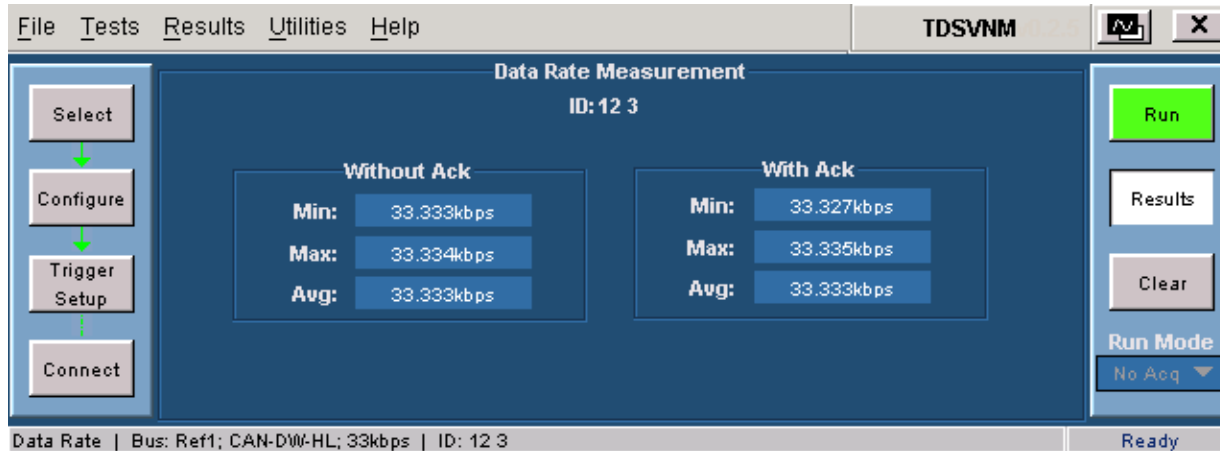 File Tests Results Utilities Help TDSVNM
Data Rate Measurement
ID: 12 3
Select
Configure
Trigger
Setup
Connect
Without Ack
Min: 33.333kbps
Max: 33.334kbps
Avg: 33.333kbps
With Ack
Min: 33.327kbps
Max: 33.335kbps
Avg: 33.333kbps
Run
Results
Clear
Run Mode
No Acq
Data Rate | Bus: Ref1; CAN-DW-HL; 33kbps | ID: 12 3
Ready